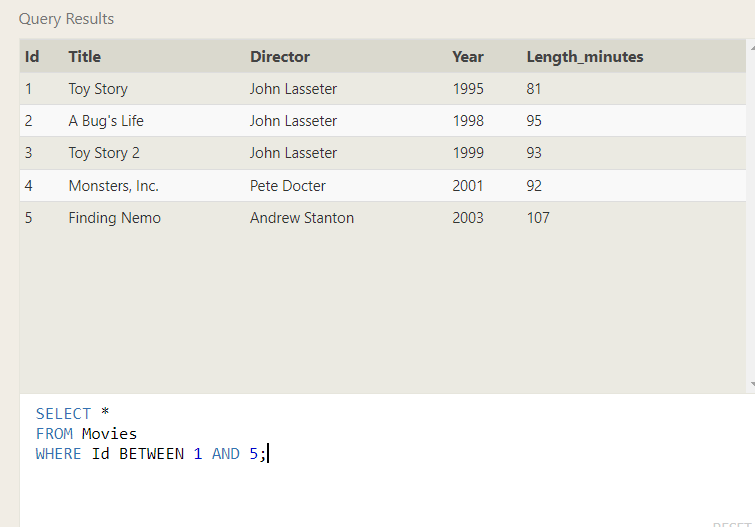 Query Results
Id Title Director Year Length_minutes
1 Toy Story John Lasseter 1995 81
2 A Bug's Life John Lasseter 1998 95
3 Toy Story 2 John Lasseter 1999 93
4 Monsters, Inc. Pete Docter 2001 92
5 Finding Nemo Andrew Stanton 2003 107
SELECT *
FROM Movies
WHERE Id BETWEEN 1 AND 5;